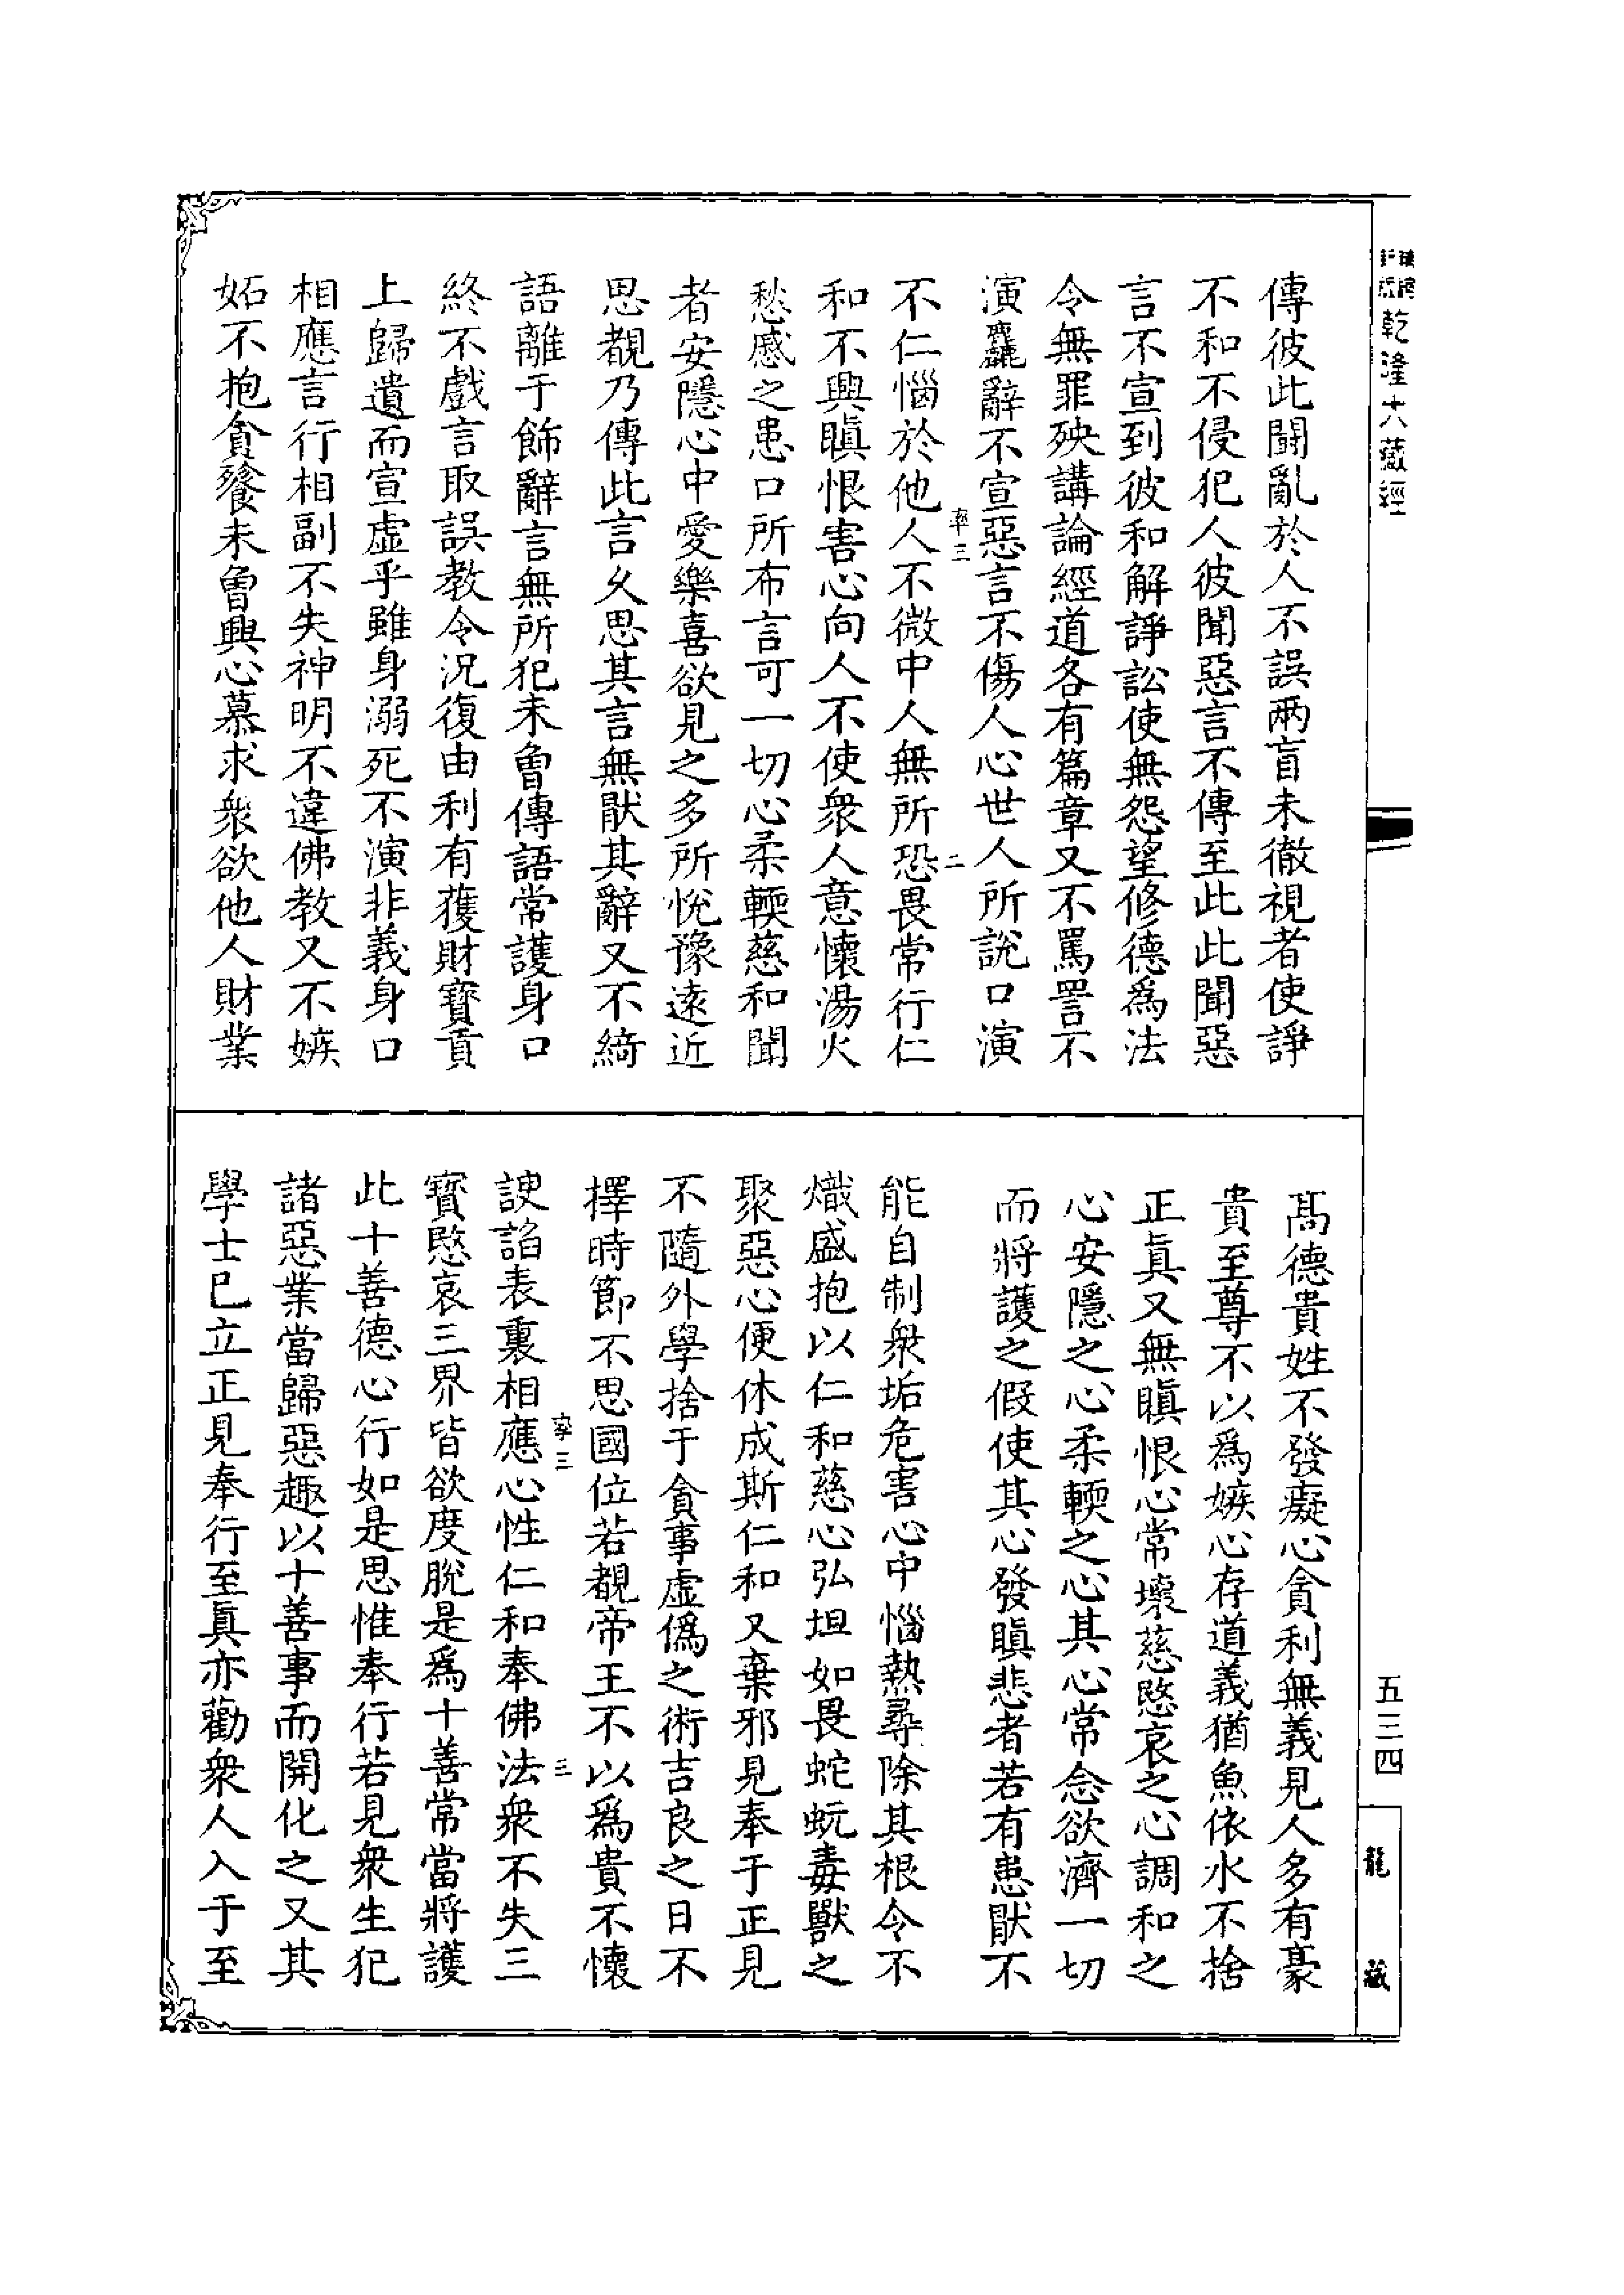 乾隆大藏經
傳彼此鬪亂於人不誤兩盲未徹視者使諍
不和不侵犯人彼聞惡言不傳至此此聞惡
言不宣到彼和解諍訟使無怨望修德為法
令無罪殃講論經道各有篇章又不罵詈不
演麤辭不宣惡言不傷人心世人所說口演
率三
二
不仁惱於他人不微中人無所恐畏常行仁
和不興瞋恨害心向人不使衆人意懷湯火
愁慼之患口所布言可一切心柔輭慈和聞
者安隱心中愛樂喜欲見之多所悅豫遠近
思覩乃傳此言久思其言無猒其辭又不綺
語離于飾辭言無所犯未曾傳語常護身口
終不戲言取誤教令況復由利有獲財寶貢
上歸遺而宣虛乎雖身溺死不演非義身口
相應言行相副不失神明不違佛教又不嫉
妬不抱貪餮未曾興心慕求衆欲他人財業
高德貴姓不發癡心貪利無義見人多有豪
貴至尊不以為嫉心存道義猶魚依水不捨
正真又無瞋恨心常壞慈愍哀之心調和之
心安隱之心柔輭之心其心常念欲濟一切
而將護之假使其心發瞋悲者若有患猒不
能自制衆垢危害心中惱熱尋除其根令不
熾盛抱以仁和慈心弘坦如畏蛇蚖毒獸之
聚惡心便休成斯仁和又棄邪見奉于正見
不隨外學捨于貪事虛僞之術吉良之日不
擇時節不思國位若覩帝王不以為貴不懷
率三
三
諛諂表裏相應心性仁和奉佛法衆不失三
寶愍哀三界皆欲度脫是為十善常當將護
此十善德心行如是思惟奉行若見衆生犯
諸惡業當歸惡趣以十善事而開化之又其
學士已立正見奉行至真亦勸衆人入于至
五三四
龍藏